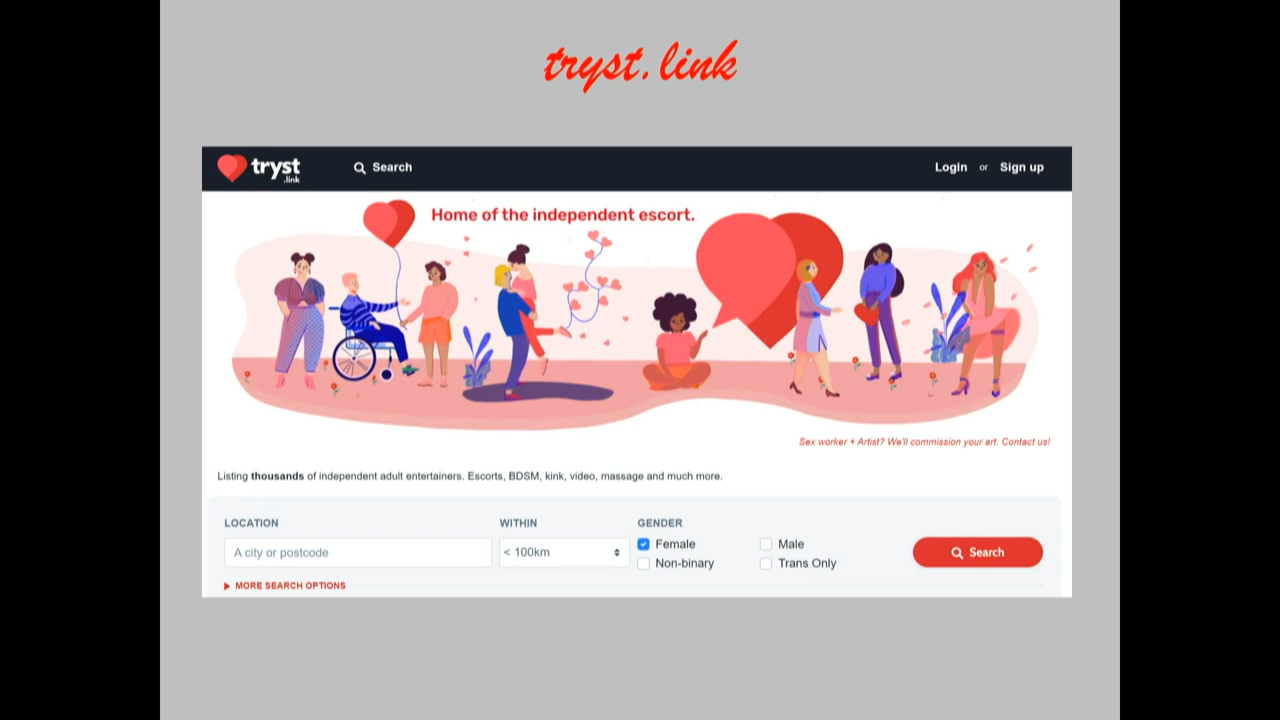 tryst.link
tryst
.link
Search
Login or Sign up
Home of the independent escort.
Sex worker + Artist? We'll commission your art. Contact us!
Listing thousands of independent adult entertainers. Escorts, BDSM, kink, video, massage and much more.
LOCATION WITHIN GENDER
A city or postcode < 100km Female Male
Non-binary Trans Only
Search
MORE SEARCH OPTIONS